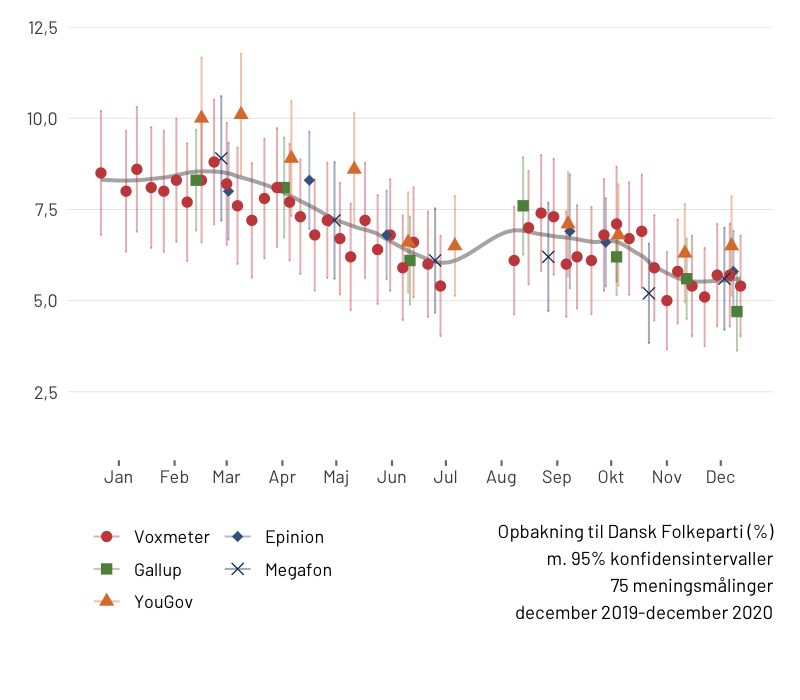 12,5
10,0
7,5
5,0
2,5
Jan Feb Mar Apr Maj Jun Jul Aug Sep Okt Nov Dec
Voxmeter Epinion
Gallup Megafon
YouGov
Opbakning til Dansk Folkeparti (%)
m. 95% konfidensintervaller
75 meningsmålinger
december 2019-december 2020